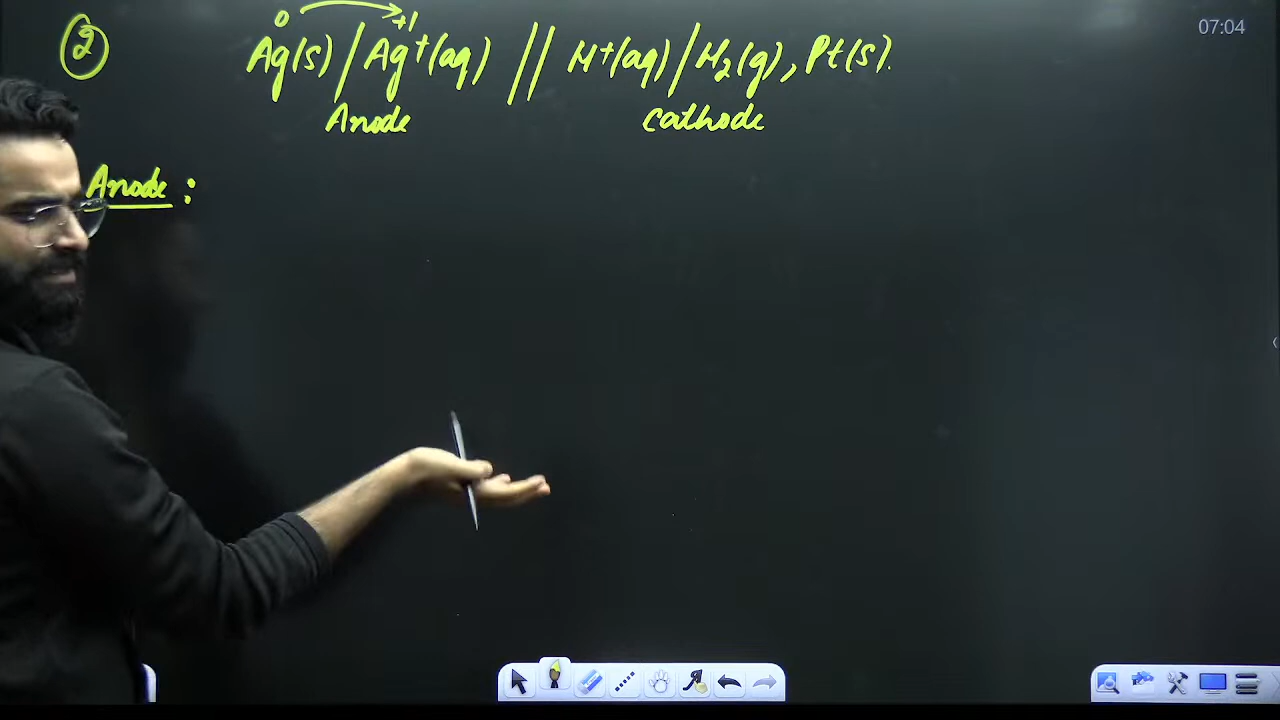 07:04
0 +1
② Ag(s) / Ag+(aq) // H+(aq) / H2(g), Pt(s).
Anode cathode
Anode :